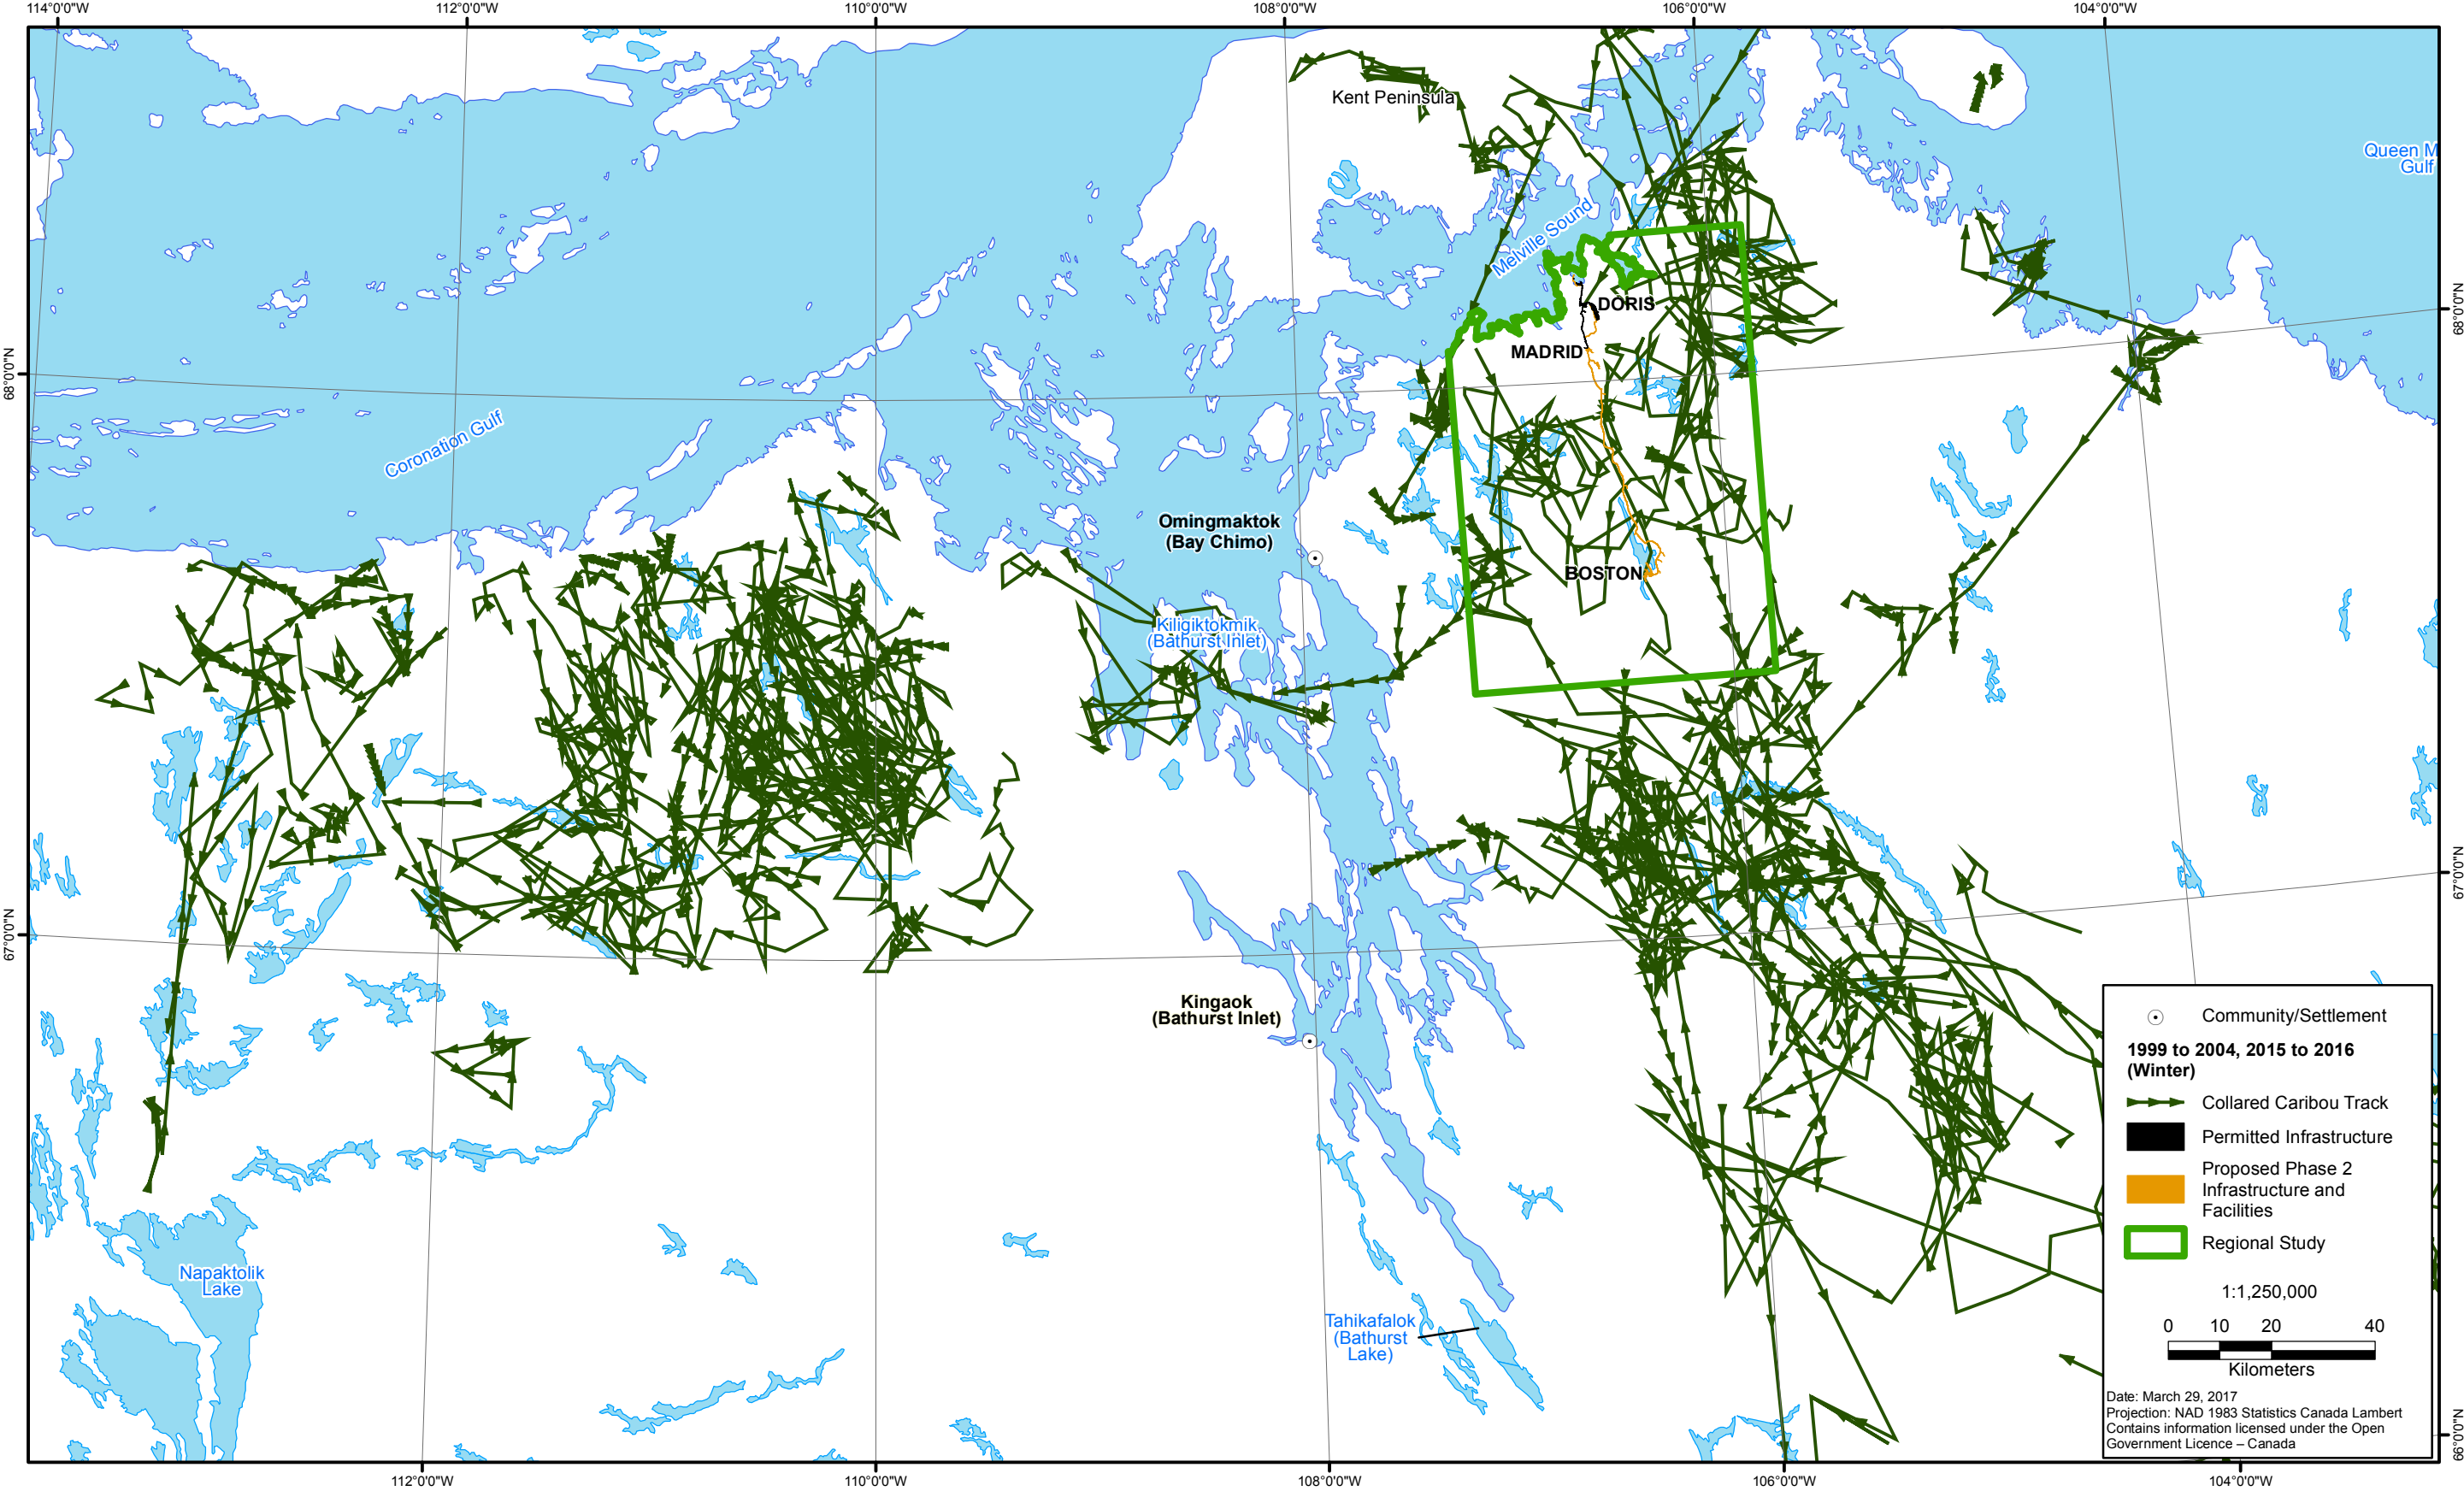 114°0'0"W
112°0'0"W
110°0'0"W
108°0'0"W
106°0'0"W
104°0'0"W
Kent Peninsula
Queen M
Gulf
Melville Sound
DORIS
68°0'0"N
MADRID
68°0'0"N
Coronation Gulf
Omingmaktok
(Bay Chimo)
BOSTON
Kiligiktokmik
(Bathurst Inlet)
67°0'0"N
67°0'0"N
Kingaok
(Bathurst Inlet)
Napaktolik
Lake
Tahikafalok
(Bathurst
Lake)
Community/Settlement
1999 to 2004, 2015 to 2016
(Winter)
Collared Caribou Track
Permitted Infrastructure
Proposed Phase 2
Infrastructure and
Facilities
Regional Study
1:1,250,000
0 10 20 40
Kilometers
Date: March 29, 2017
Projection: NAD 1983 Statistics Canada Lambert
Contains information licensed under the Open
Government Licence – Canada
66°0'0"N
112°0'0"W
110°0'0"W
108°0'0"W
106°0'0"W
104°0'0"W